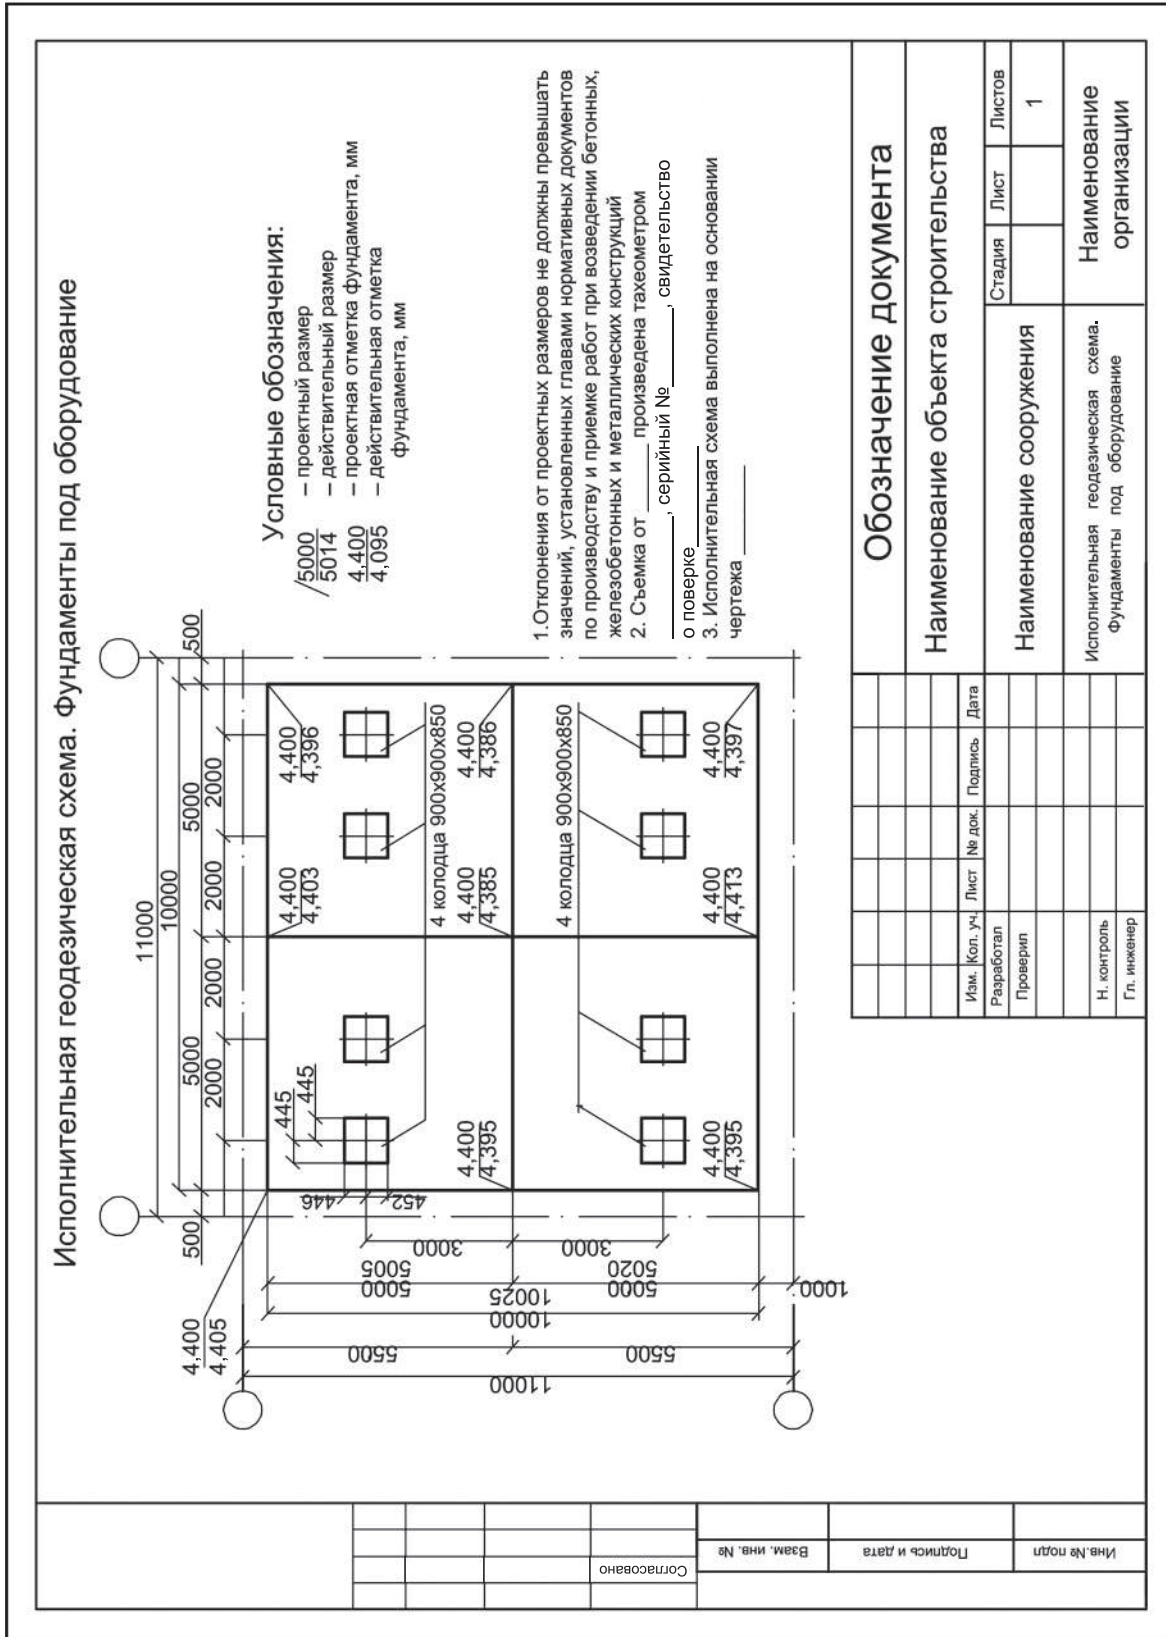 Исполнительная геодезическая схема. Фундаменты под оборудование
11000
10000
500
5000
5000
500
2000
2000
2000
2000
4,400
4,405
445
445
446
452
4,400
4,403
4,400
4,396
4 колодца 900х900х850
4,400
4,395
4,400
4,385
4,400
4,386
4 колодца 900х900х850
4,400
4,395
4,400
4,413
4,400
4,397
3000
3000
5005
5000
5020
5000
10025
10000
1000
5500
5500
11000
Условные обозначения:
5000 – проектный размер
5014 – действительный размер
4,400 – проектная отметка фундамента, мм
4,095 – действительная отметка
фундамента, мм
1.Отклонения от проектных размеров не должны превышать
значений, установленных главами нормативных документов
по производству и приемке работ при возведении бетонных,
железобетонных и металлических конструкций
2. Съемка от ______ произведена тахеометром
______, серийный № ______, свидетельство
о поверке______
3. Исполнительная схема выполнена на основании
чертежа ______
Обозначение документа
Наименование объекта строительства
Изм. Кол. уч. Лист № док. Подпись Дата
Разработал
Проверил
Н. контроль
Гл. инженер
Наименование сооружения
Стадия Лист Листов
1
Исполнительная геодезическая схема.
Фундаменты под оборудование
Наименование
организации
Согласовано
Взам. инв. №
Подпись и дата
Инв.№ подл